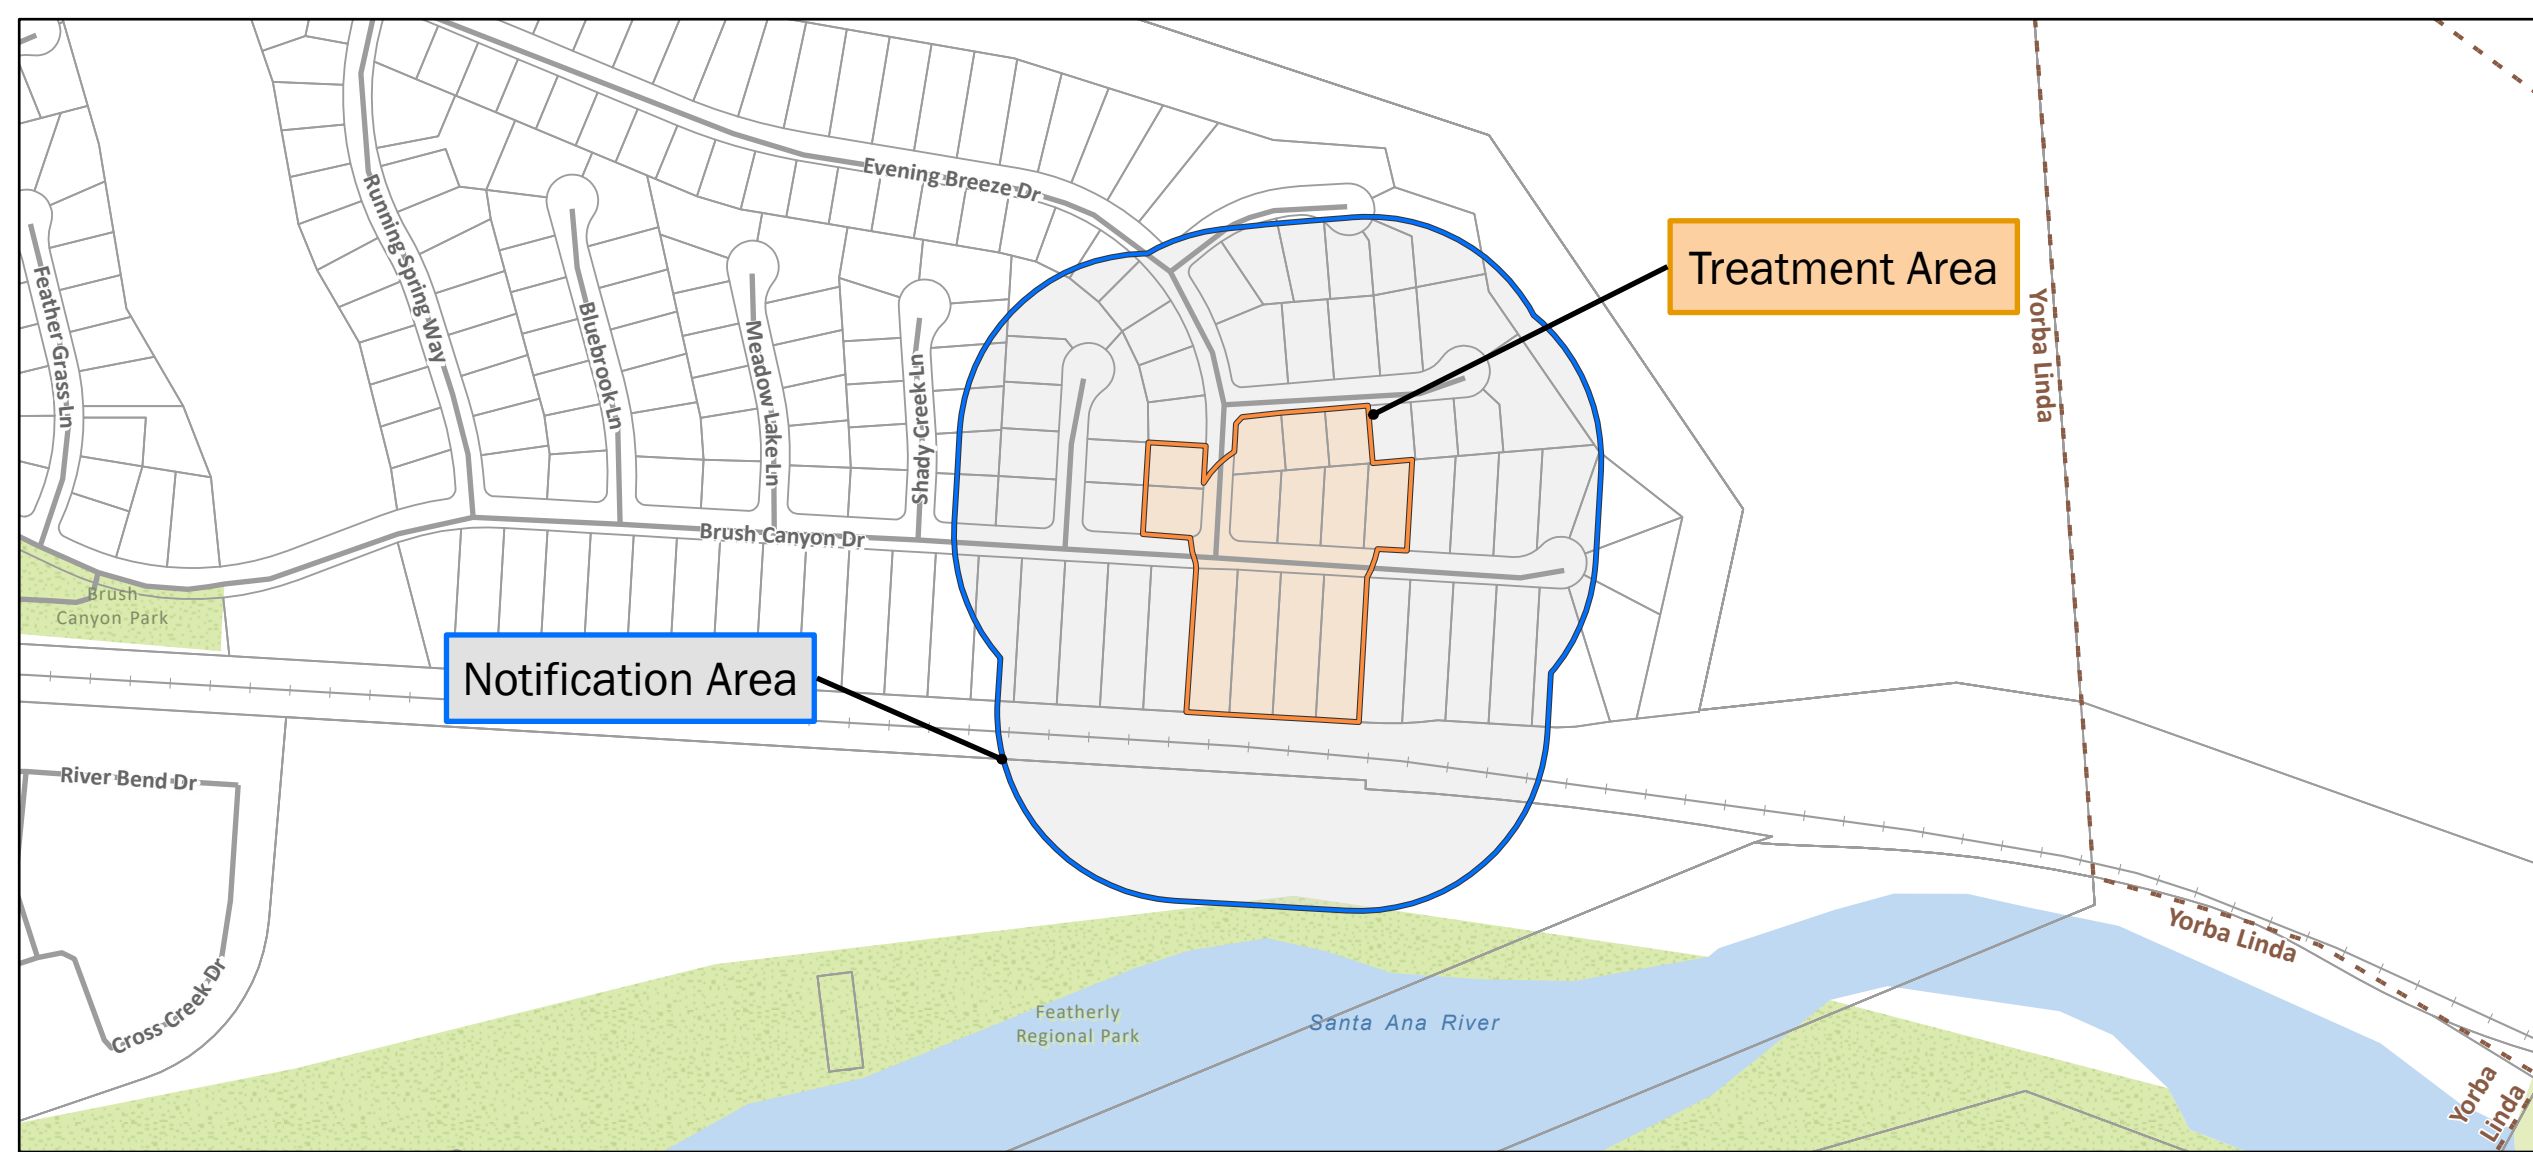 Evening Breeze Dr
Running Spring Way
Treatment Area
Feather Grass Ln
Bluebrook Ln
Meadow Lake Ln
Shady Creek Ln
Yorba Linda
Brush Canyon Dr
Brush
Canyon Park
Notification Area
River Bend Dr
Yorba Linda
Cross Creek Dr
Featherly
Regional Park
Santa Ana River
Yorba
Linda